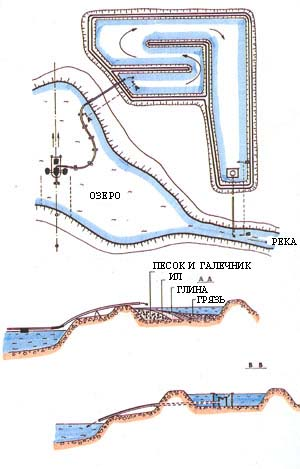 ОЗЕРО
РЕКА
ПЕСОК И ГАЛЕЧНИК
ИЛ
А А
ГЛИНА
ГРЯЗЬ
В В